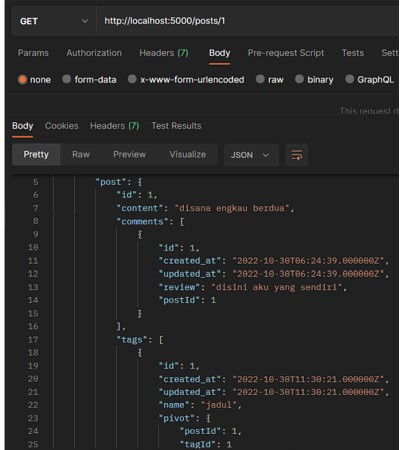 GET http://localhost:5000/posts/1
Params Authorization Headers (7) Body Pre-request Script Tests Sett
none form-data x-www-form-urlencoded raw binary GraphQL
This request d
Body Cookies Headers (7) Test Results
Pretty Raw Preview Visualize JSON
5 "post": {
6 "id": 1,
7 "content": "disana engkau berdua",
8 "comments": [
9 {
10 "id": 1,
11 "created_at": "2022-10-30T06:24:39.000000Z",
12 "updated_at": "2022-10-30T06:24:39.000000Z",
13 "review": "disini aku yang sendiri",
14 "postId": 1
15 }
16 ],
17 "tags": [
18 {
19 "id": 1,
20 "created_at": "2022-10-30T11:30:21.000000Z",
21 "updated_at": "2022-10-30T11:30:21.000000Z",
22 "name": "jadul",
23 "pivot": {
24 "postId": 1,
25 "tagId": 1